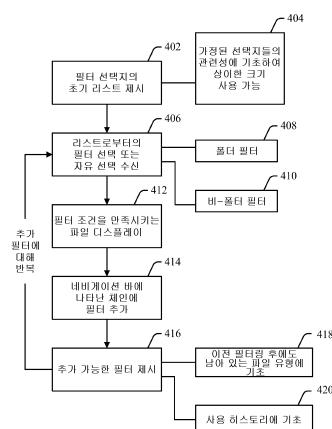 402
필터 선택지의
초기 리스트 제시
404
가정된 선택지들의
관련성에 기초하여
상이한 크기
사용 가능
406
리스트로부터의
필터 선택 또는
자유 선택 수신
408
폴더 필터
410
비-폴터 필터
412
필터 조건을 만족시키는
파일 디스플레이
414
네비게이션 바에
나타난 체인에
필터 추가
추가
필터에
대해
반복
416
추가 가능한 필터 제시
418
이전 필터링 후에도
남아 있는 파일 유형에
기초
420
사용 히스토리에 기초